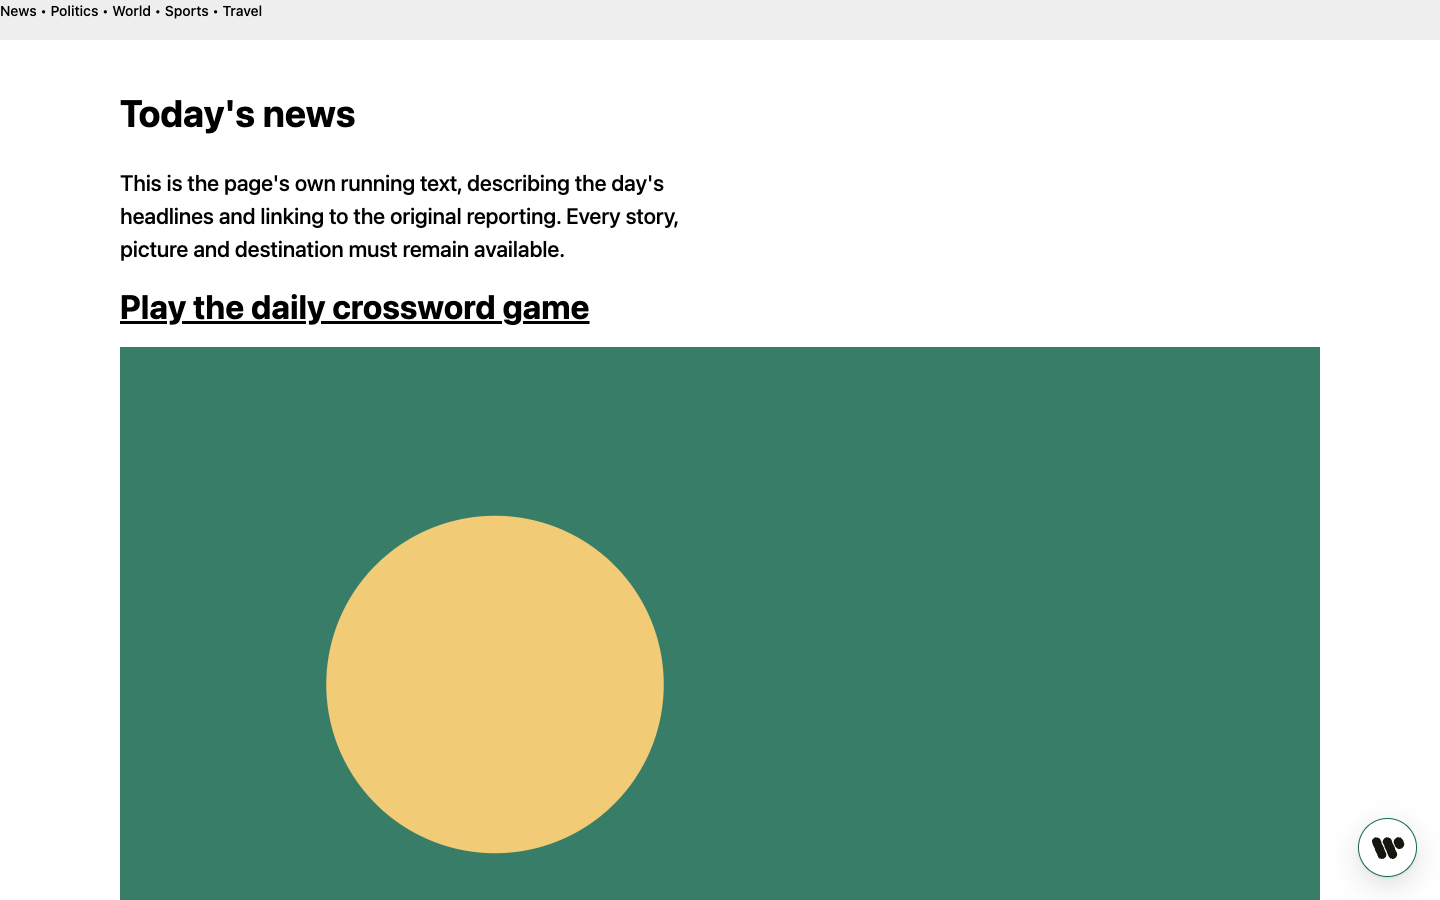 News • Politics • World • Sports • Travel
Today's news
This is the page's own running text, describing the day's
headlines and linking to the original reporting. Every story,
picture and destination must remain available.
Play the daily crossword game